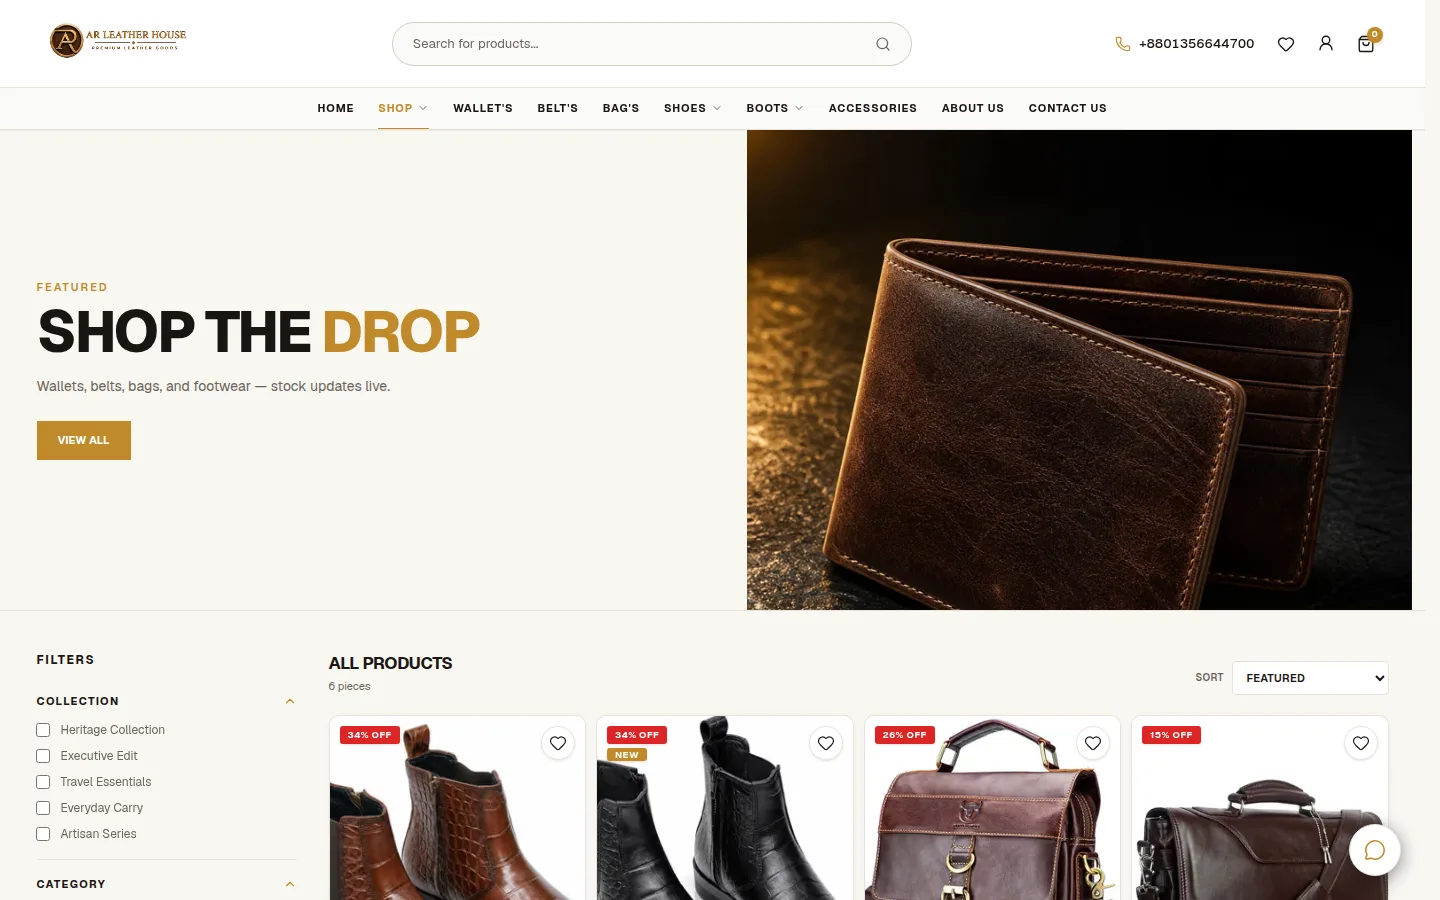 AR LEATHER HOUSE
PREMIUM LEATHER GOODS
Search for products...
+8801356644700
0
HOME
SHOP
WALLET'S
BELT'S
BAG'S
SHOES
BOOTS
ACCESSORIES
ABOUT US
CONTACT US
FEATURED
SHOP THE DROP
Wallets, belts, bags, and footwear — stock updates live.
VIEW ALL
FILTERS
COLLECTION
Heritage Collection
Executive Edit
Travel Essentials
Everyday Carry
Artisan Series
CATEGORY
ALL PRODUCTS
6 pieces
SORT
FEATURED
34% OFF
34% OFF
NEW
26% OFF
15% OFF